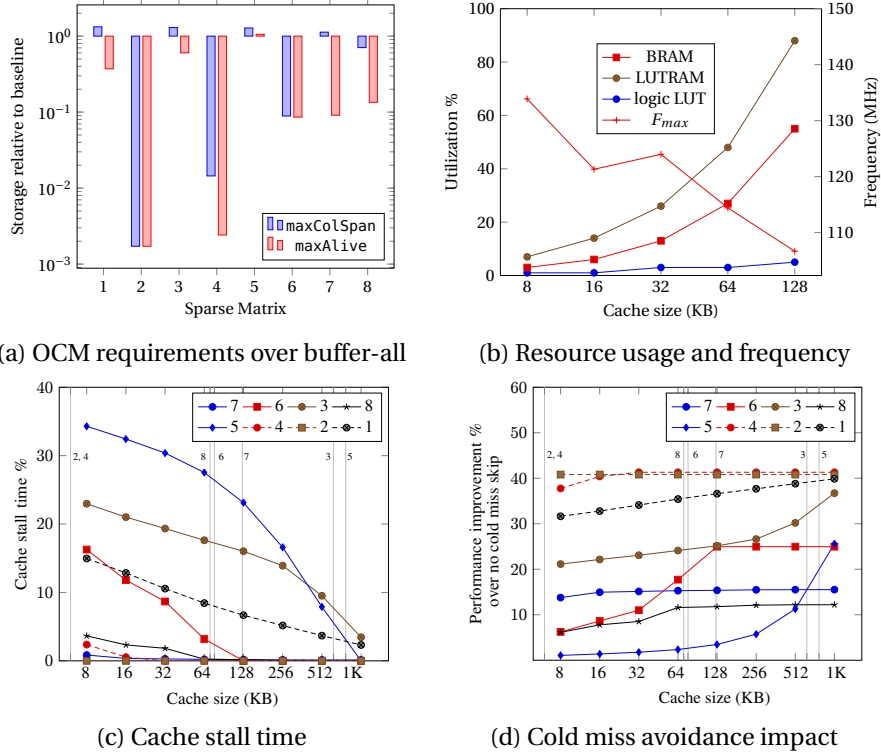 10^0
10^-1
10^-2
10^-3
Storage relative to baseline
maxColSpan
maxAlive
1 2 3 4 5 6 7 8
Sparse Matrix
(a) OCM requirements over buffer-all
100
80
60
40
20
0
Utilization %
BRAM
LUTRAM
logic LUT
F_max
150
140
130
120
110
Frequency (MHz)
8 16 32 64 128
Cache size (KB)
(b) Resource usage and frequency
40
30
20
10
0
Cache stall time %
7 6 3 8
5 4 2 1
2, 4 8 6 7 3 5
8 16 32 64 128 256 512 1K
Cache size (KB)
(c) Cache stall time
60
50
40
30
20
10
Performance improvement %
over no cold miss skip
7 6 3 8
5 4 2 1
2, 4 8 6 7 3 5
8 16 32 64 128 256 512 1K
Cache size (KB)
(d) Cold miss avoidance impact